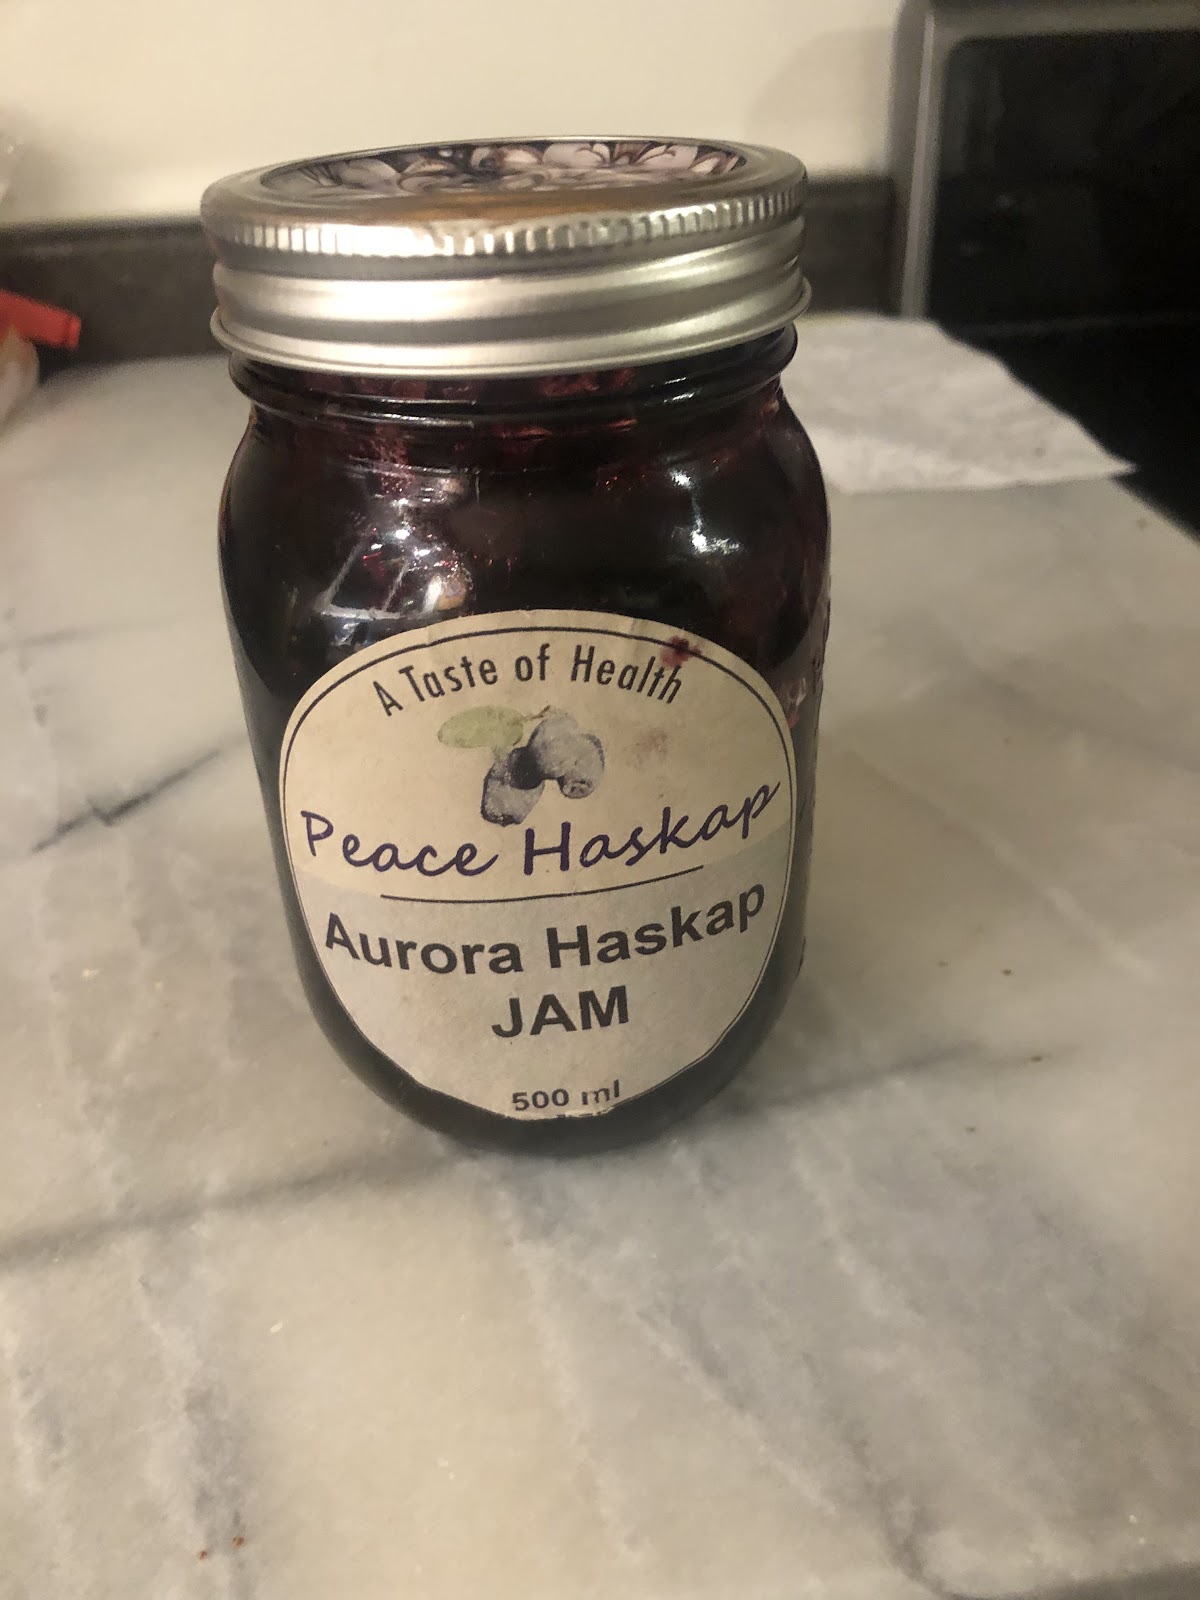 A Taste of Health
Peace Haskap
Aurora Haskap
JAM
500 ml